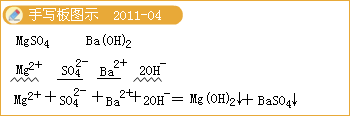 手写板图示 2011-04
MgSO₄ Ba(OH)₂
Mg²⁺ SO₄²⁻ Ba²⁺ 2OH⁻
Mg²⁺+SO₄²⁻+Ba²⁺+2OH⁻=Mg(OH)₂↓+BaSO₄↓